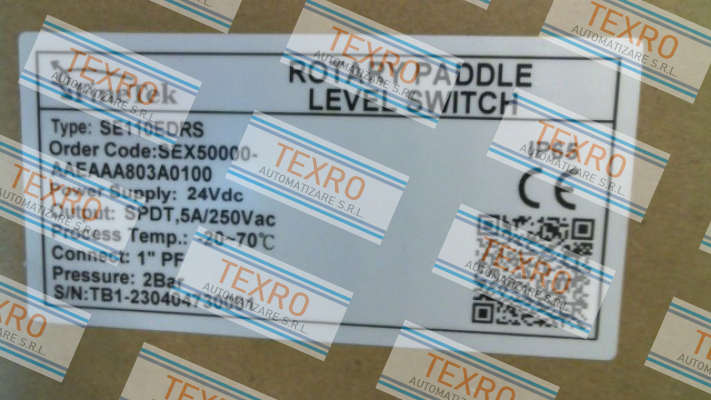 ROTARY PADDLE
LEVEL SWITCH
Type: SE110EDRS
Order Code:SEX50000-
AAEAAA803A0100
Power Supply: 24Vdc
Output: SPDT,5A/250Vac
Process Temp.: -20~70℃
Connect: 1" PF
Pressure: 2Bar
IP65
CE
TEXRO
AUTOMATIZARE S.R.L.